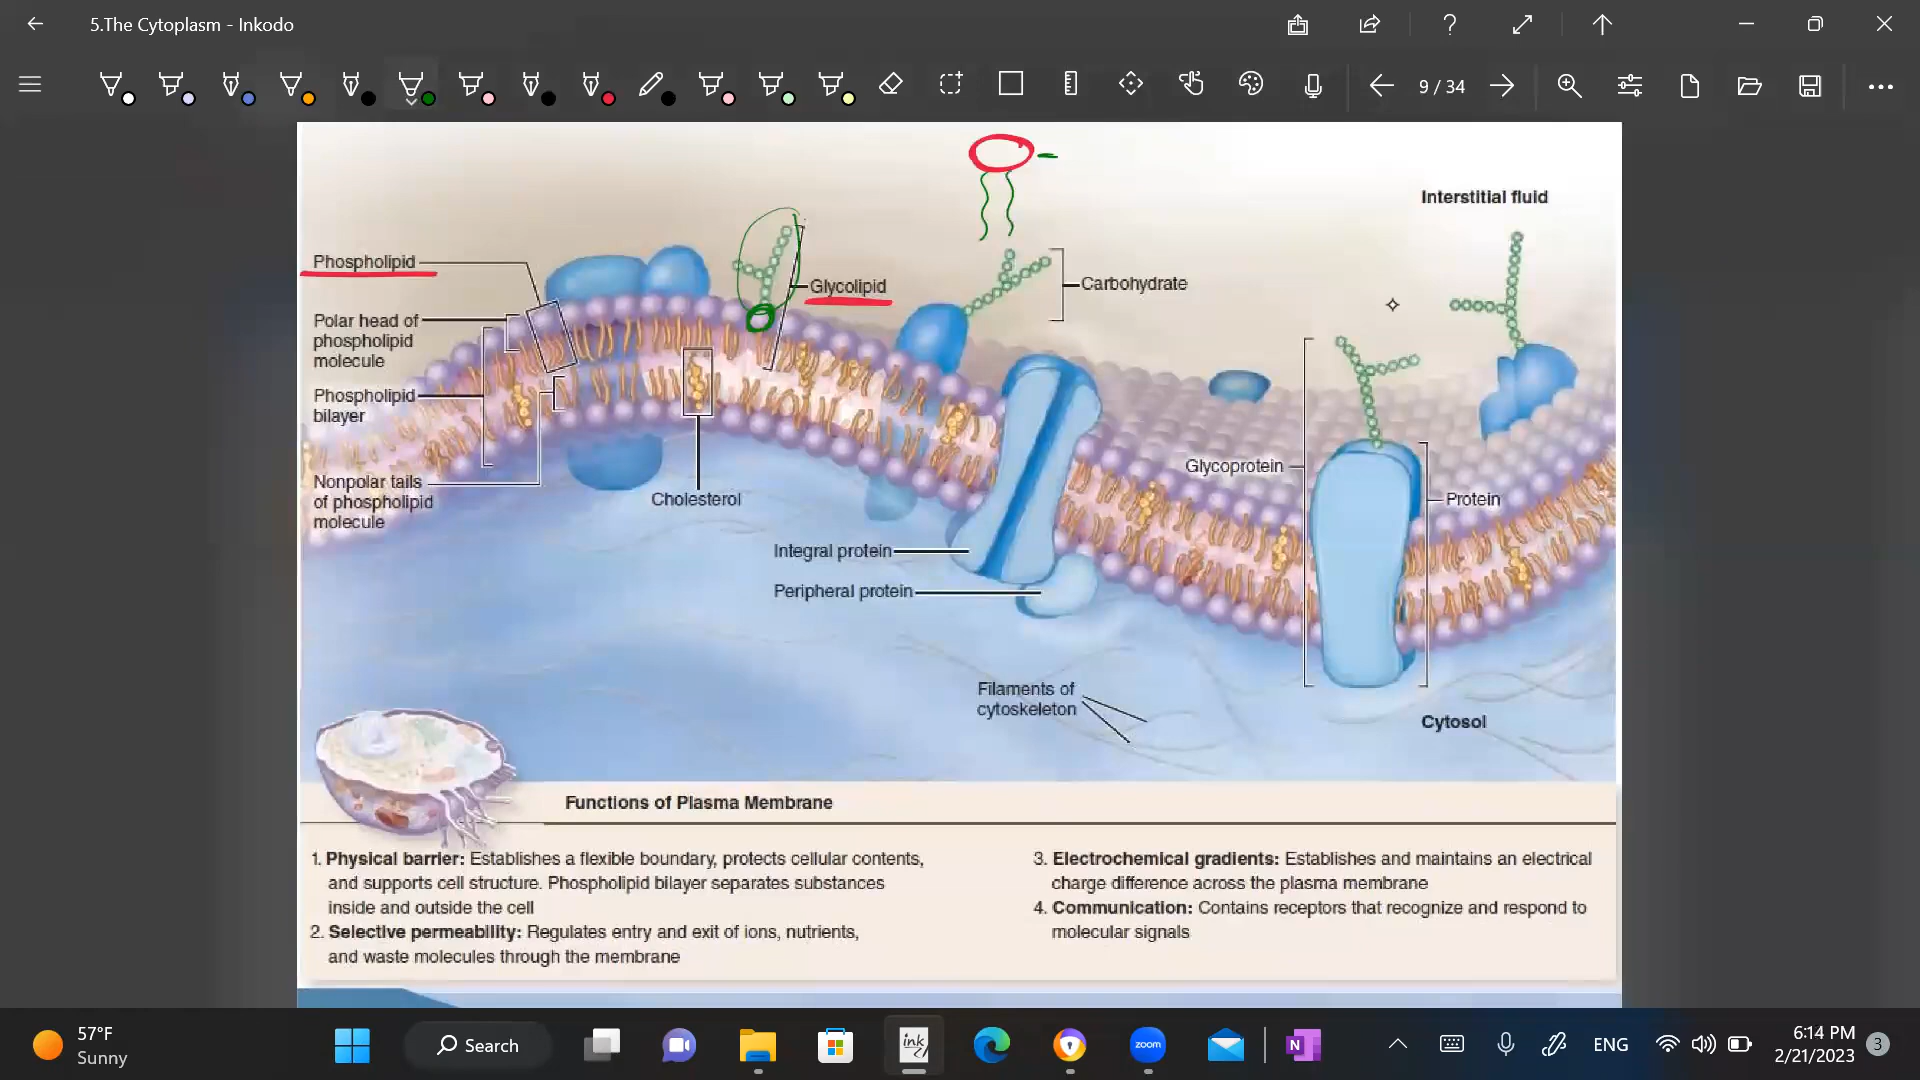 5.The Cytoplasm - Inkodo
9 / 34
Interstitial fluid
Phospholipid
Glycolipid
Carbohydrate
Polar head of
phospholipid
molecule
Phospholipid
bilayer
Glycoprotein
Nonpolar tails
of phospholipid
molecule
Cholesterol
Protein
Integral protein
Peripheral protein
Filaments of
cytoskeleton
Cytosol
Functions of Plasma Membrane
1. Physical barrier: Establishes a flexible boundary, protects cellular contents,
and supports cell structure. Phospholipid bilayer separates substances
inside and outside the cell
2. Selective permeability: Regulates entry and exit of ions, nutrients,
and waste molecules through the membrane
3. Electrochemical gradients: Establishes and maintains an electrical
charge difference across the plasma membrane
4. Communication: Contains receptors that recognize and respond to
molecular signals
57°F
Sunny
Search
ink
zoom
N
ENG
6:14 PM
2/21/2023
3